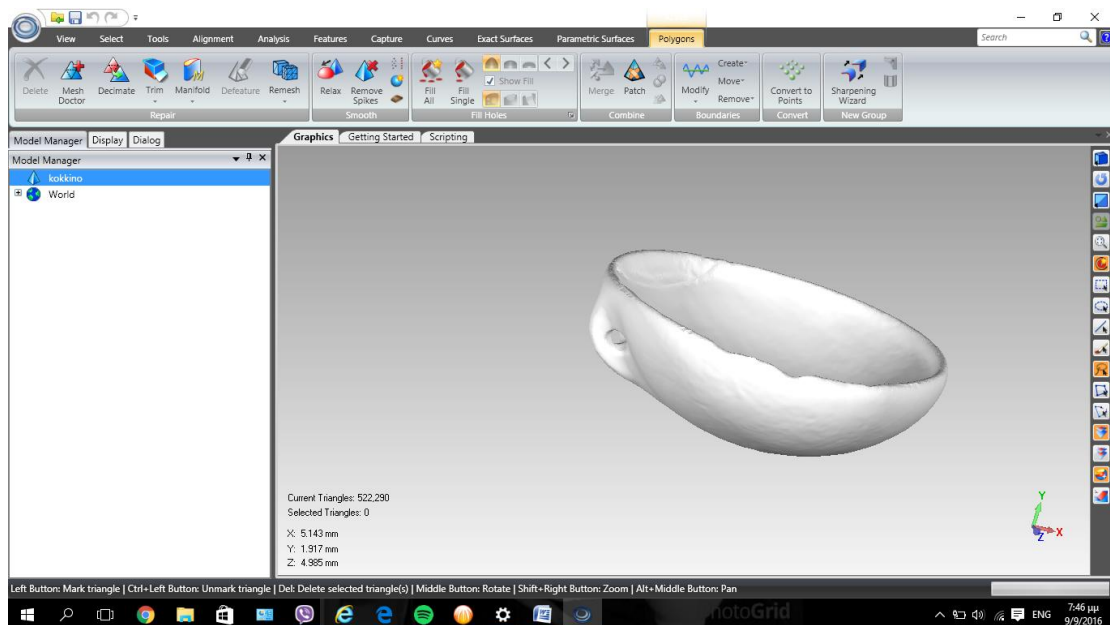 View Select Tools Alignment Analysis Features Capture Curves Exact Surfaces Parametric Surfaces Polygons Search
Delete Mesh Doctor Decimate Trim Manifold Defeature Remesh
Repair
Relax Remove Spikes
Smooth
Fill All Fill Single Show Fill
Fill Holes
Merge Patch
Combine
Modify Create Move Remove
Boundaries
Convert to Points
Convert
Sharpening Wizard
New Group
Model Manager Display Dialog
Graphics Getting Started Scripting
Model Manager
kokkino
World
Current Triangles: 522,290
Selected Triangles: 0
X: 5.143 mm
Y: 1.917 mm
Z: 4.985 mm
Y
X
Z
Left Button: Mark triangle | Ctrl+Left Button: Unmark triangle | Del: Delete selected triangle(s) | Middle Button: Rotate | Shift+Right Button: Zoom | Alt+Middle Button: Pan
hotoGrid
ENG
7:46 μμ
9/9/2016